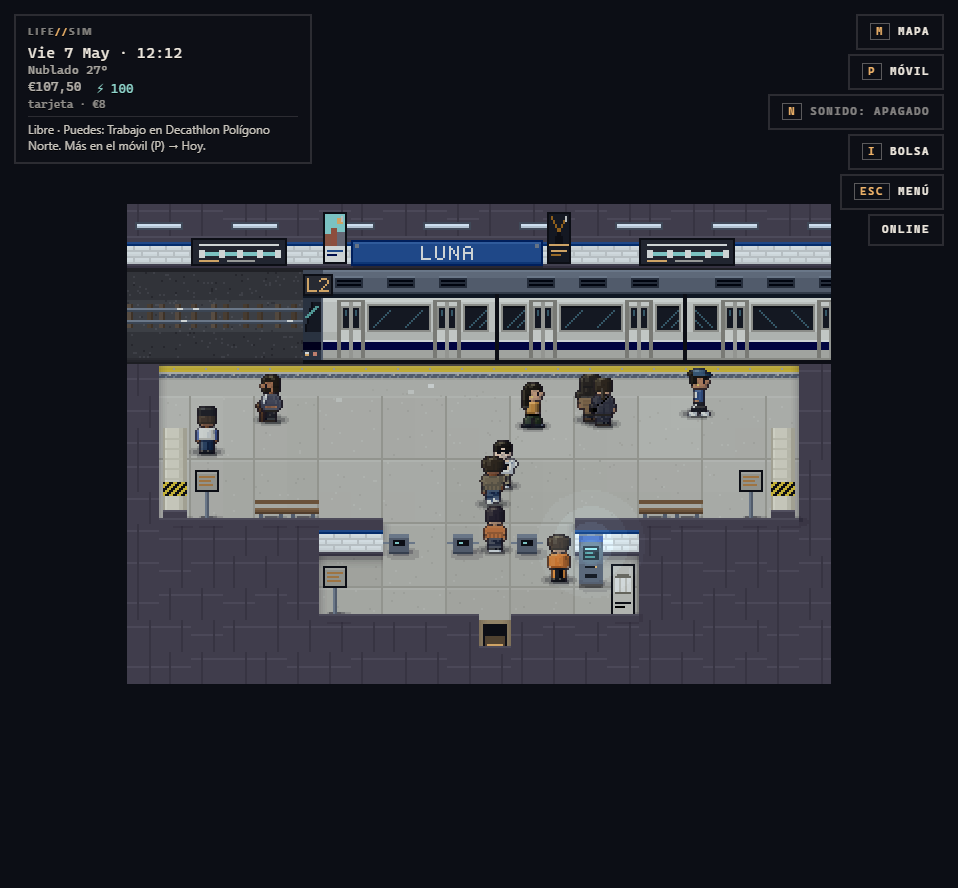 LIFE//SIM
Vie 7 May · 12:12
Nublado 27°
€107,50 ⚡ 100
tarjeta · €8
Libre · Puedes: Trabajo en Decathlon Polígono
Norte. Más en el móvil (P) → Hoy.
M MAPA
P MÓVIL
N SONIDO: APAGADO
I BOLSA
ESC MENÚ
ONLINE
LUNA
L2